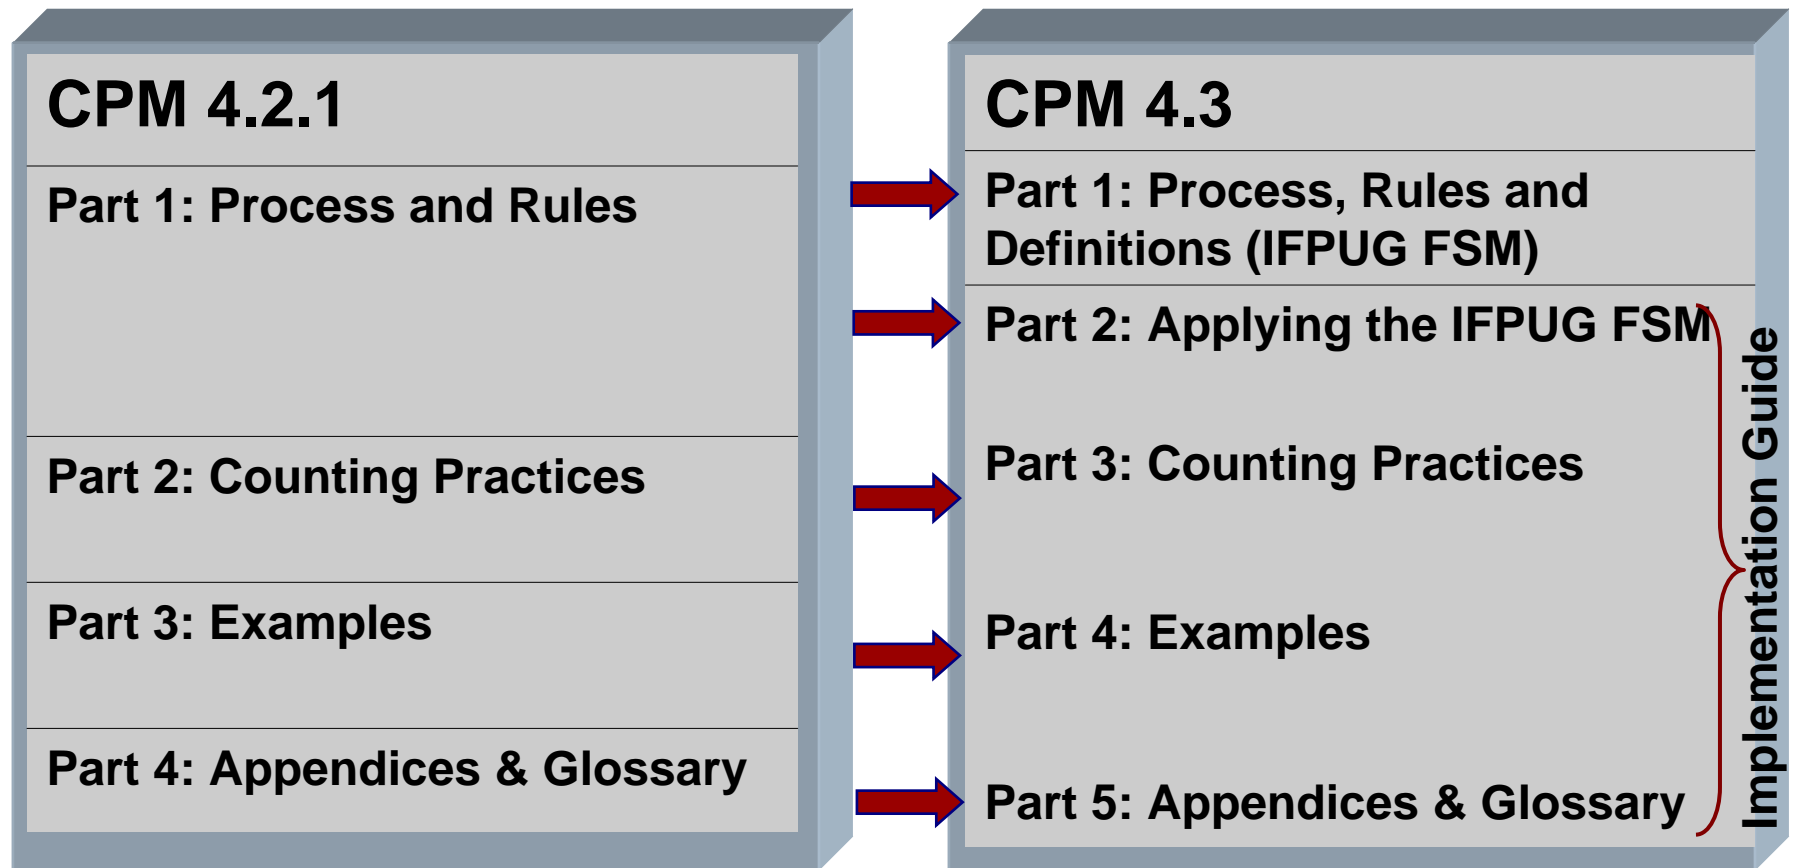 CPM 4.2.1
Part 1: Process and Rules
Part 2: Counting Practices
Part 3: Examples
Part 4: Appendices & Glossary
CPM 4.3
Part 1: Process, Rules and
Definitions (IFPUG FSM)
Part 2: Applying the IFPUG FSM
Part 3: Counting Practices
Part 4: Examples
Part 5: Appendices & Glossary
Implementation Guide